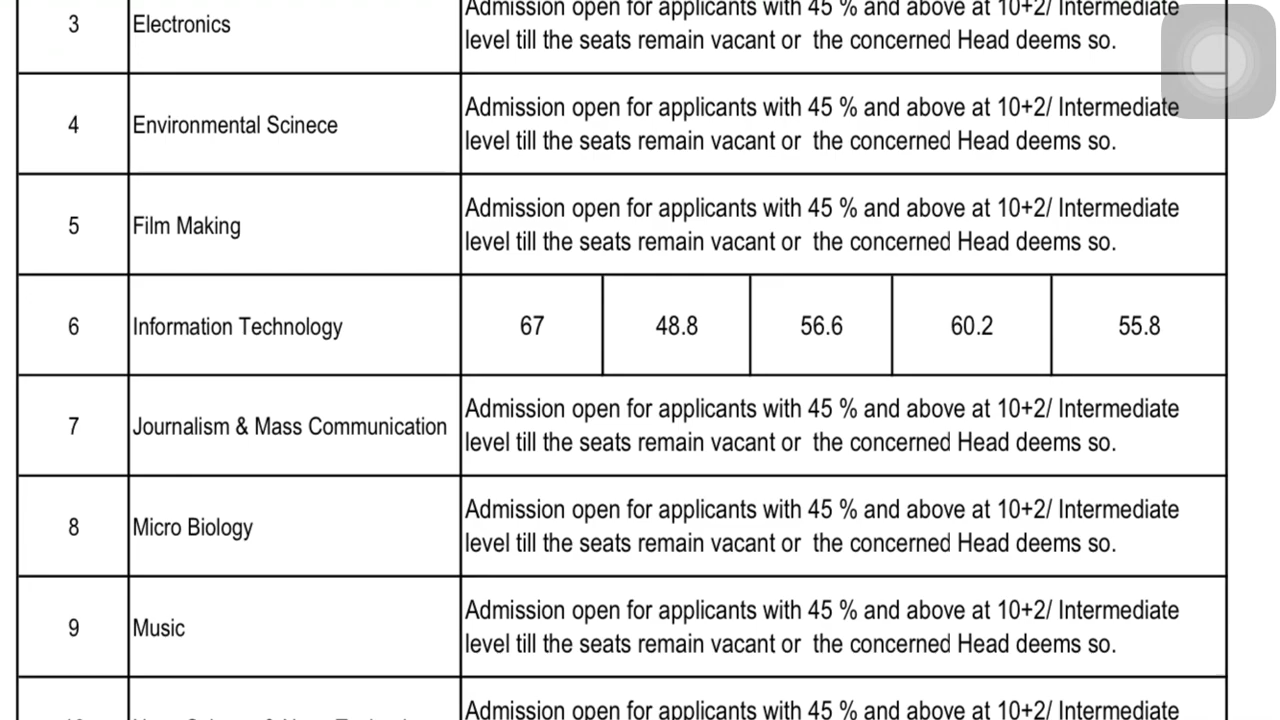 3 Electronics Admission open for applicants with 45 % and above at 10+2/ Intermediate
level till the seats remain vacant or the concerned Head deems so.
4 Environmental Scinece Admission open for applicants with 45 % and above at 10+2/ Intermediate
level till the seats remain vacant or the concerned Head deems so.
5 Film Making Admission open for applicants with 45 % and above at 10+2/ Intermediate
level till the seats remain vacant or the concerned Head deems so.
6 Information Technology 67 48.8 56.6 60.2 55.8
7 Journalism & Mass Communication Admission open for applicants with 45 % and above at 10+2/ Intermediate
level till the seats remain vacant or the concerned Head deems so.
8 Micro Biology Admission open for applicants with 45 % and above at 10+2/ Intermediate
level till the seats remain vacant or the concerned Head deems so.
9 Music Admission open for applicants with 45 % and above at 10+2/ Intermediate
level till the seats remain vacant or the concerned Head deems so.
Admission open for applicants with 45 % and above at 10+2/ Intermediate